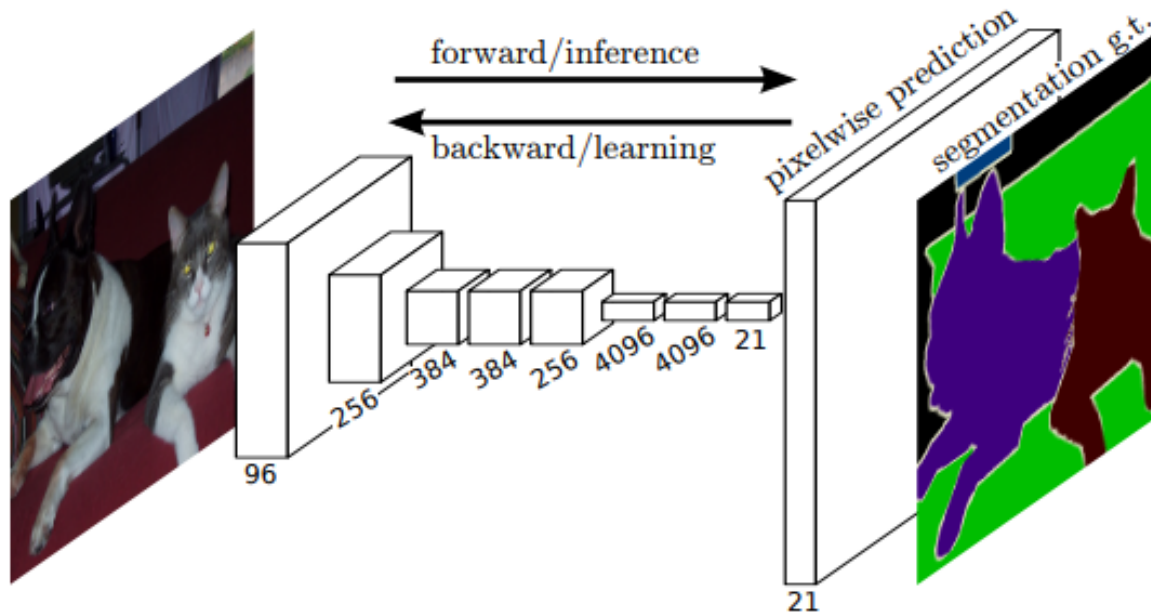 forward/inference
backward/learning
pixelwise prediction
segmentation g.t.
96
256
384
384
256
4096
4096
21
21